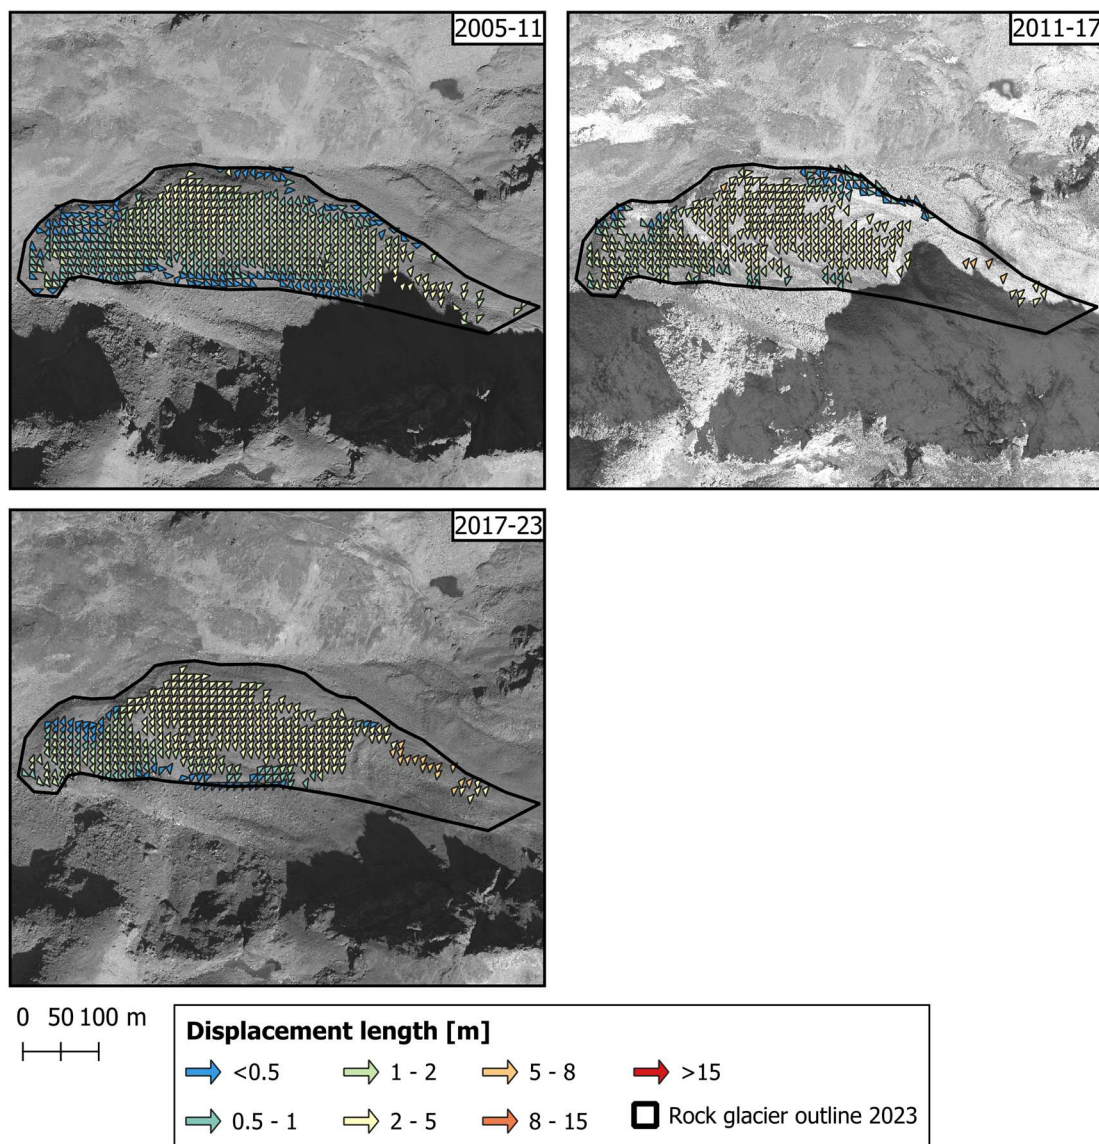 2005-11
2011-17
2017-23
0 50 100 m
Displacement length [m]
<0.5
1 - 2
5 - 8
>15
0.5 - 1
2 - 5
8 - 15
Rock glacier outline 2023